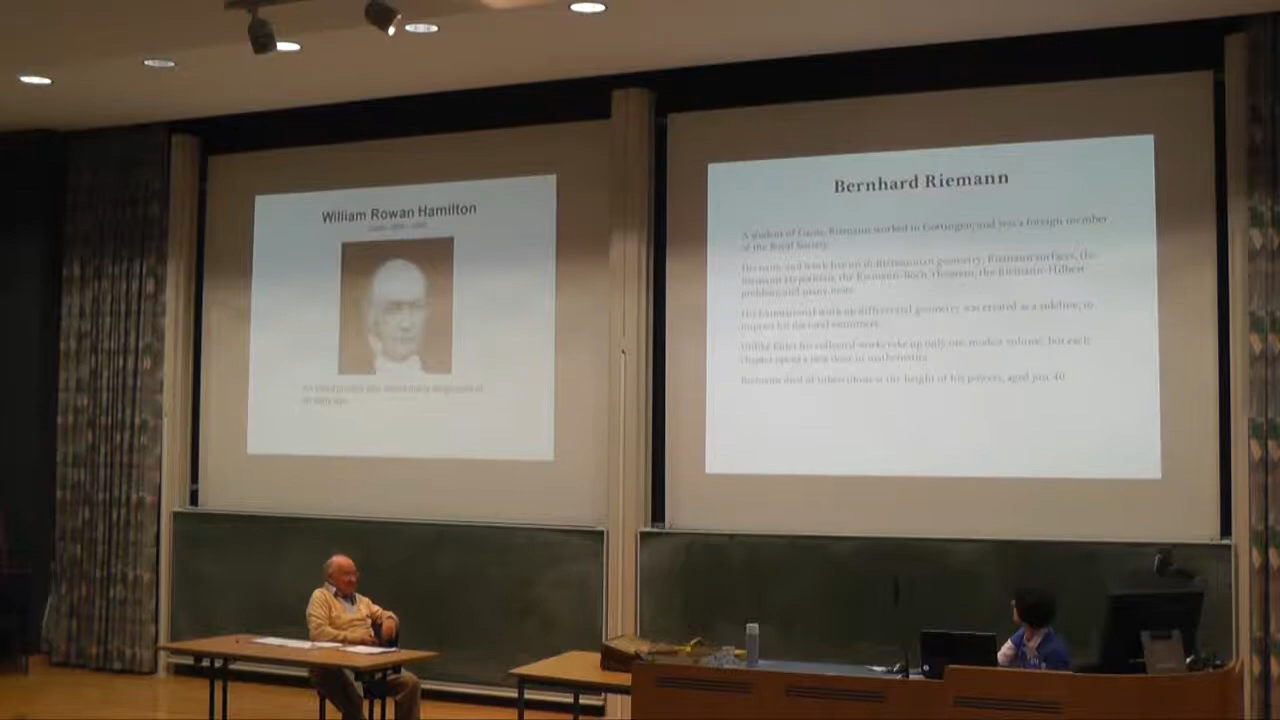 William Rowan Hamilton
Bernhard Riemann
A student of Gauss, Riemann worked in Gottingen, and was a foreign member
of the Royal Society.
His name and work live on in Riemannian geometry, Riemann surfaces, the
Riemann Hypothesis, the Riemann-Roch Theorem, the Riemann-Hilbert
problem and many more.
His foundational work on differential geometry was created as a sideline, to
impress his doctoral examiners.
Unlike Euler his collected works take up only one modest volume, but each
chapter opens a new door in mathematics.
Riemann died of tuberculosis at the height of his powers, aged just 40